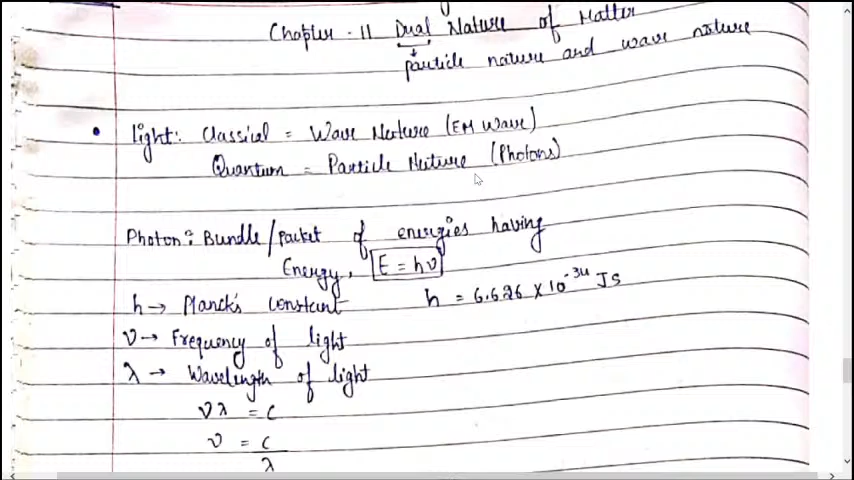 Chapter. 11 Dual Nature of Matter
particle nature and wave nature
• Light: Classical = Wave Nature (EM Wave)
Quantum = Particle Nature (Photons)
Photon: Bundle/packet of energies having
Energy, E = hν
h → Planck's constant h = 6.626 × 10⁻³⁴ JS
ν → Frequency of light
λ → Wavelength of light
νλ = c
ν = c
λ